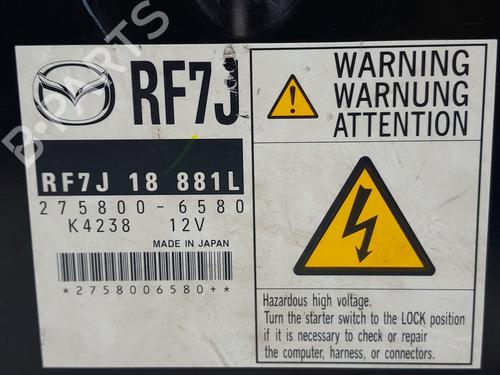 RF7J
RF7J 18 881L
275800-6580
K4238 12V
MADE IN JAPAN
*2758006580+*
WARNING
WARNUNG
ATTENTION
Hazardous high voltage.
Turn the starter switch to the LOCK position
if it is necessary to check or repair
the computer, harness, or connectors.
B-PARTS